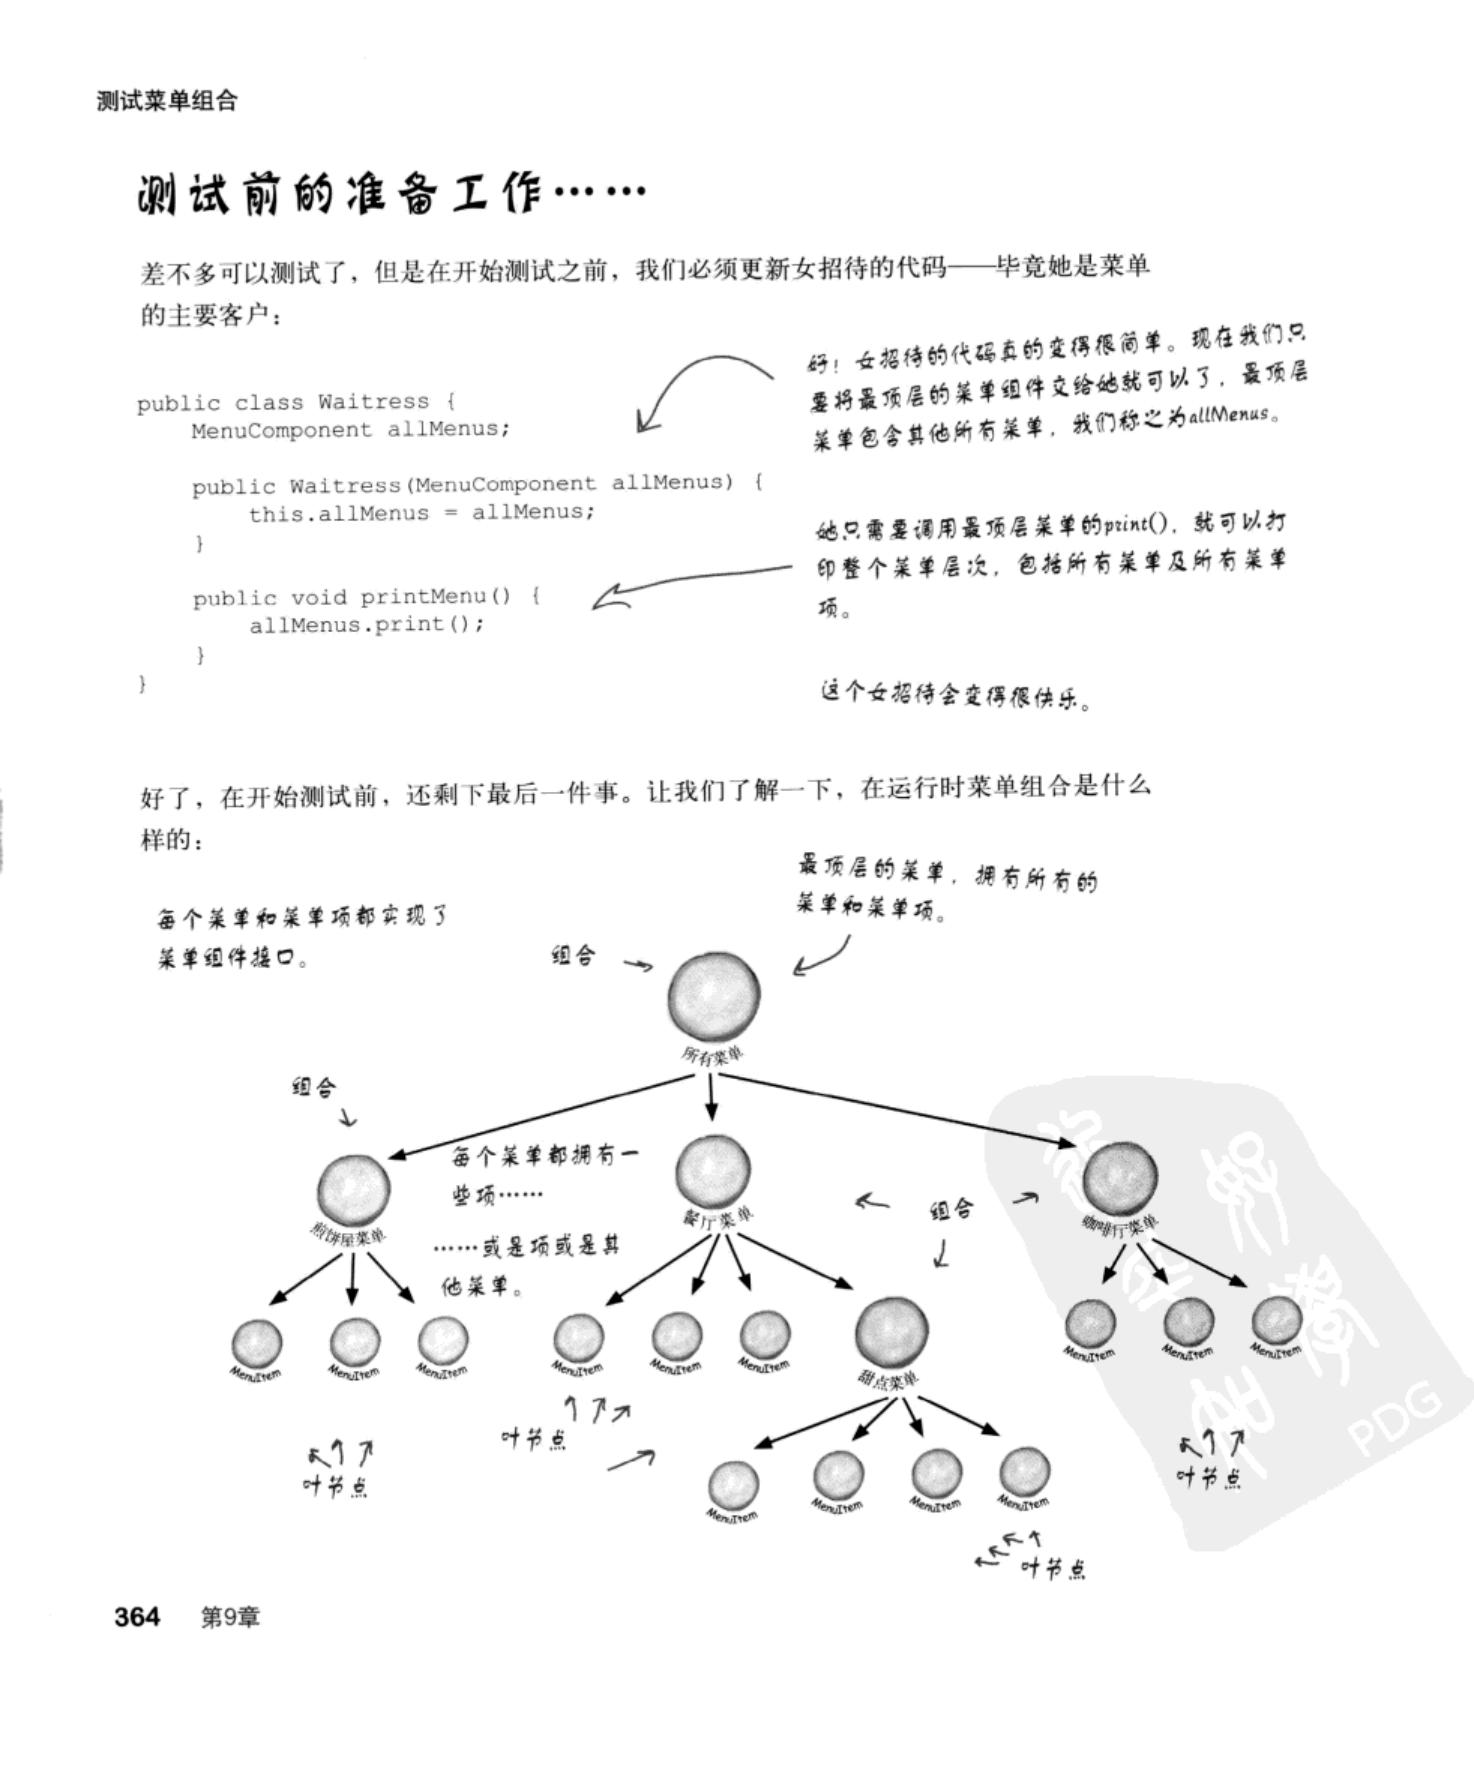 测试菜单组合
测试前的准备工作……
差不多可以测试了，但是在开始测试之前，我们必须更新女招待的代码——毕竟她是菜单
的主要客户：
好！女招待的代码真的变得很简单。现在我们只
要将最顶层的菜单组件交给她就可以了，最顶层
菜单包含其他所有菜单，我们称之为allMenus。
public class Waitress {
MenuComponent allMenus;
public Waitress(MenuComponent allMenus) {
this.allMenus = allMenus;
}
她只需要调用最顶层菜单的print()，就可以打
印整个菜单层次，包括所有菜单及所有菜单
项。
public void printMenu() {
allMenus.print();
}
}
这个女招待会变得很快乐。
好了，在开始测试前，还剩下最后一件事。让我们了解一下，在运行时菜单组合是什么
样的：
最顶层的菜单，拥有所有的
菜单和菜单项。
每个菜单和菜单项都实现了
菜单组件接口。
组合
所有菜单
组合
每个菜单都拥有一
些项……
……或是项或是其
他菜单。
煎饼屋菜单
餐厅菜单
组合
咖啡厅菜单
MenuItem
MenuItem
MenuItem
MenuItem
MenuItem
MenuItem
甜点菜单
MenuItem
MenuItem
MenuItem
叶节点
叶节点
叶节点
MenuItem
MenuItem
MenuItem
MenuItem
叶节点
PDG
364 第9章